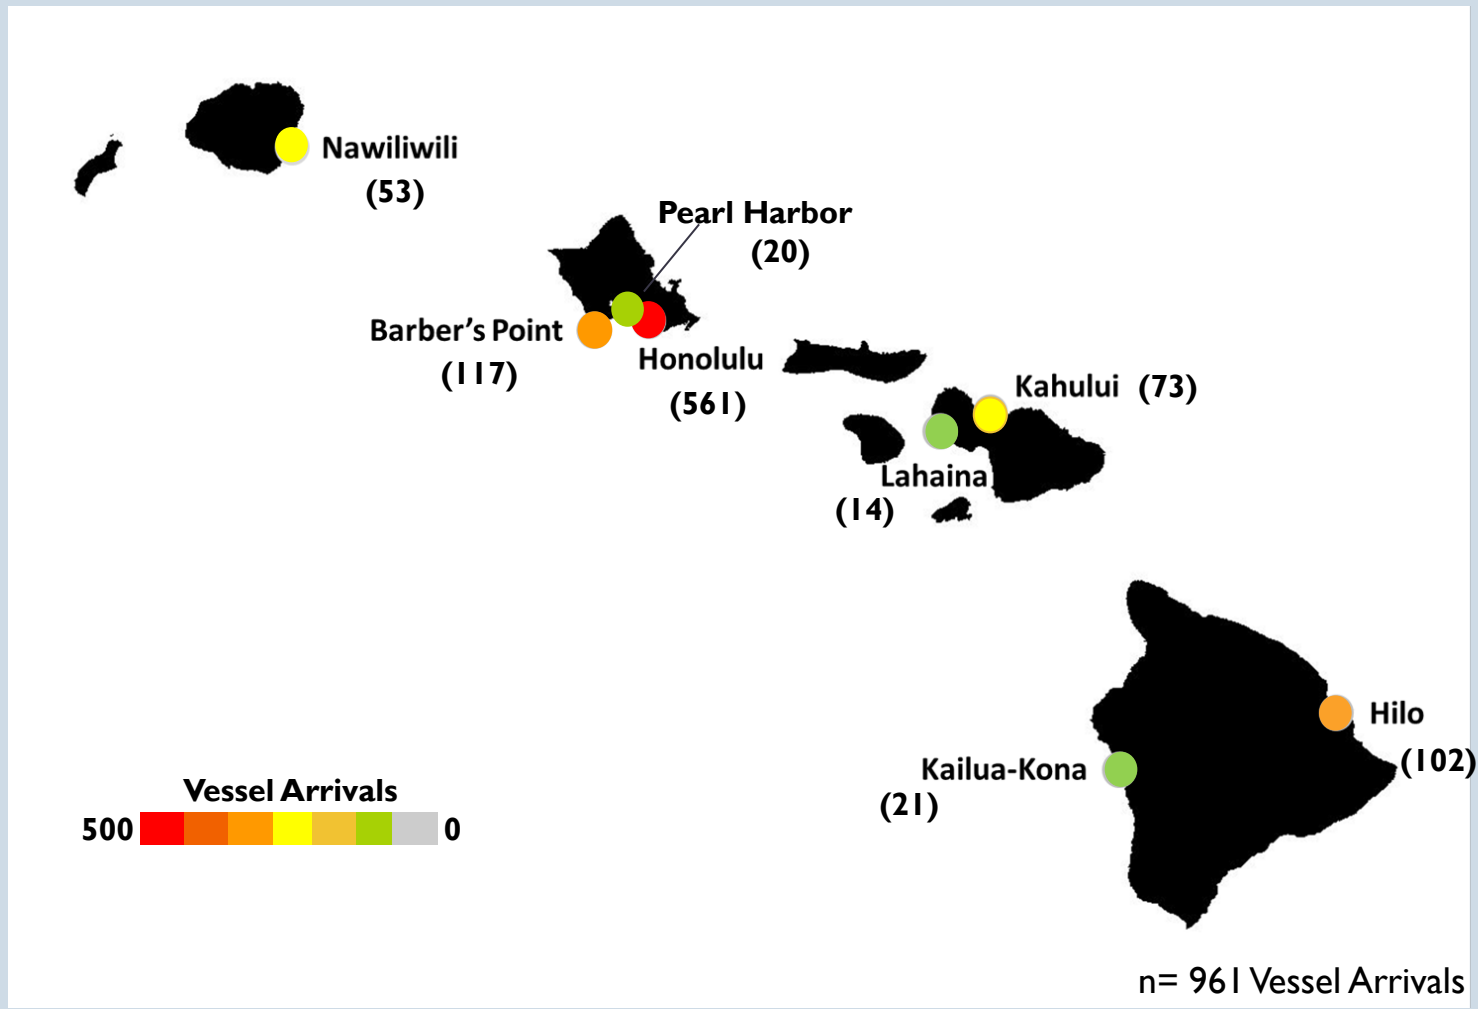 Nawiliwili
(53)
Pearl Harbor
(20)
Barber’s Point
(117)
Honolulu
(561)
Kahului (73)
Lahaina
(14)
Hilo
(102)
Kailua-Kona
(21)
Vessel Arrivals
500 0
n= 961 Vessel Arrivals